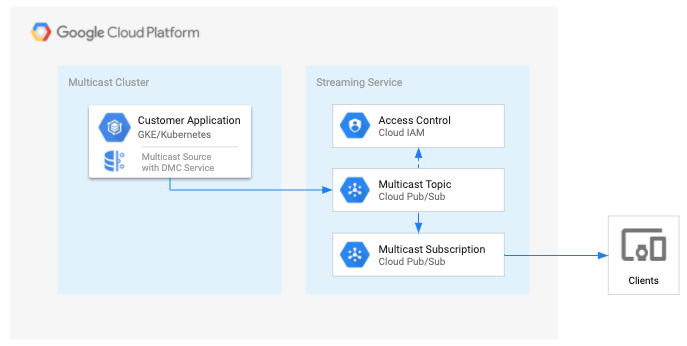 Google Cloud Platform
Multicast Cluster
Customer Application
GKE/Kubernetes
Multicast Source
with DMC Service
Streaming Service
Access Control
Cloud IAM
Multicast Topic
Cloud Pub/Sub
Multicast Subscription
Cloud Pub/Sub
Clients